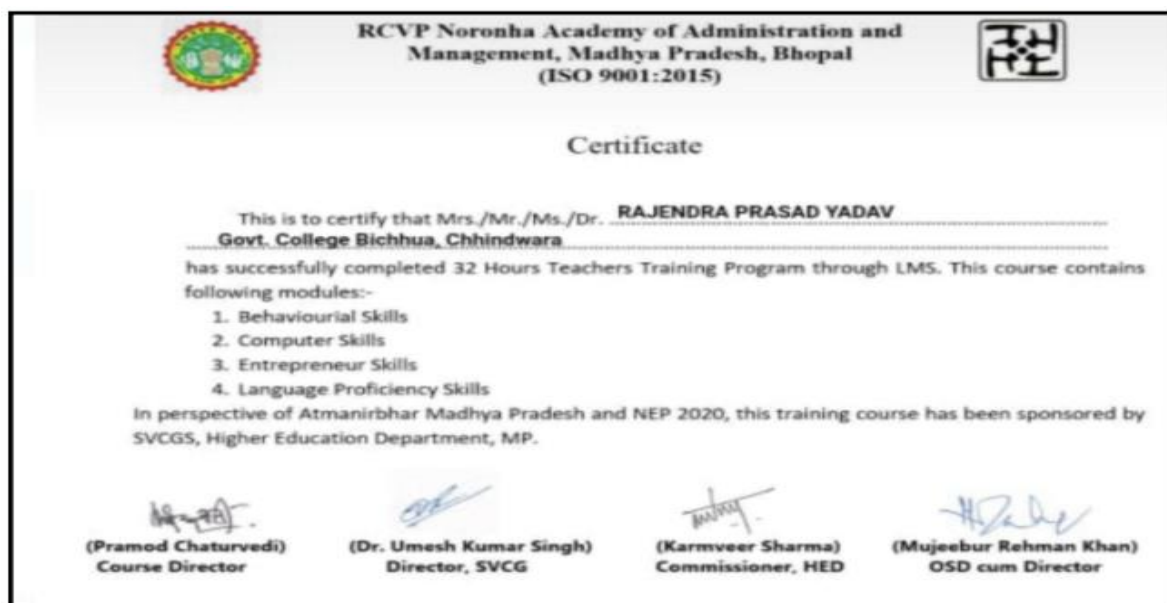 RCVP Noronha Academy of Administration and
Management, Madhya Pradesh, Bhopal
(ISO 9001:2015)
Certificate
This is to certify that Mrs./Mr./Ms./Dr. RAJENDRA PRASAD YADAV
Govt. College Bichhua, Chhindwara
has successfully completed 32 Hours Teachers Training Program through LMS. This course contains
following modules:-
1. Behaviourial Skills
2. Computer Skills
3. Entrepreneur Skills
4. Language Proficiency Skills
In perspective of Atmanirbhar Madhya Pradesh and NEP 2020, this training course has been sponsored by
SVCGS, Higher Education Department, MP.
(Pramod Chaturvedi) (Dr. Umesh Kumar Singh) (Karmveer Sharma) (Mujeebur Rehman Khan)
Course Director Director, SVCG Commissioner, HED OSD cum Director